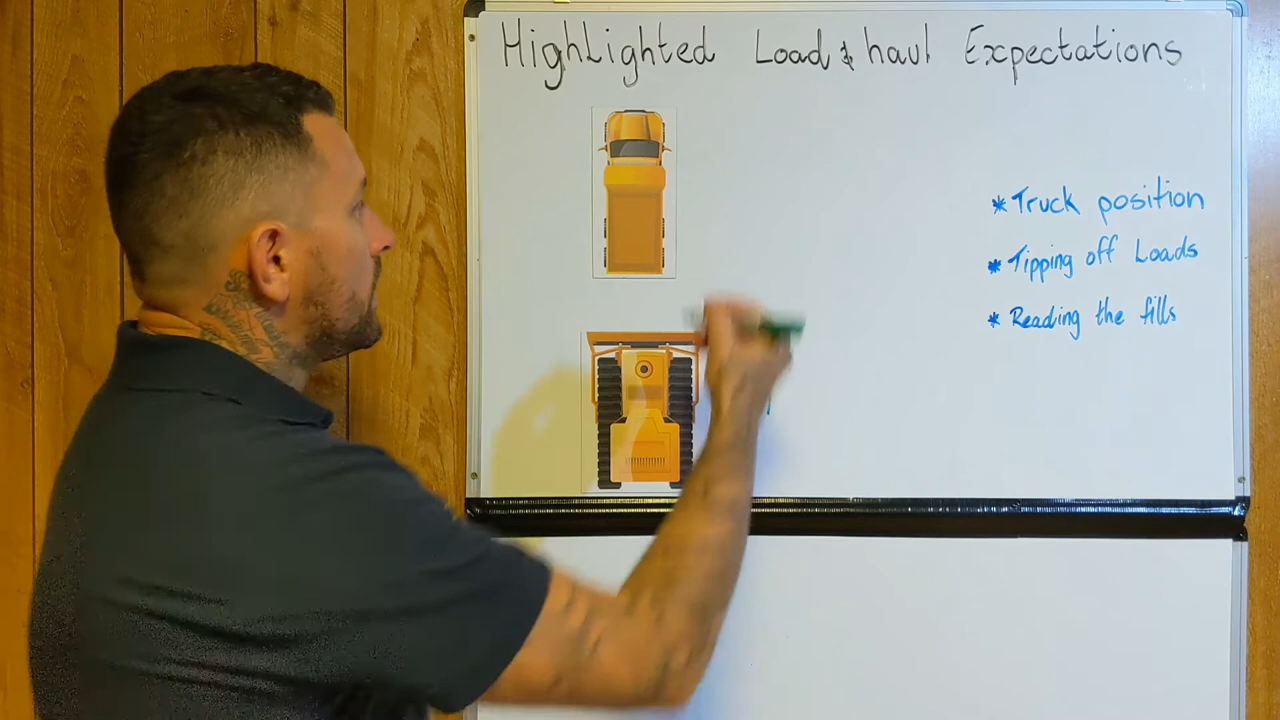 HighLighted Load & haul Expectations
* Truck position
* Tipping off Loads
* Reading the fills